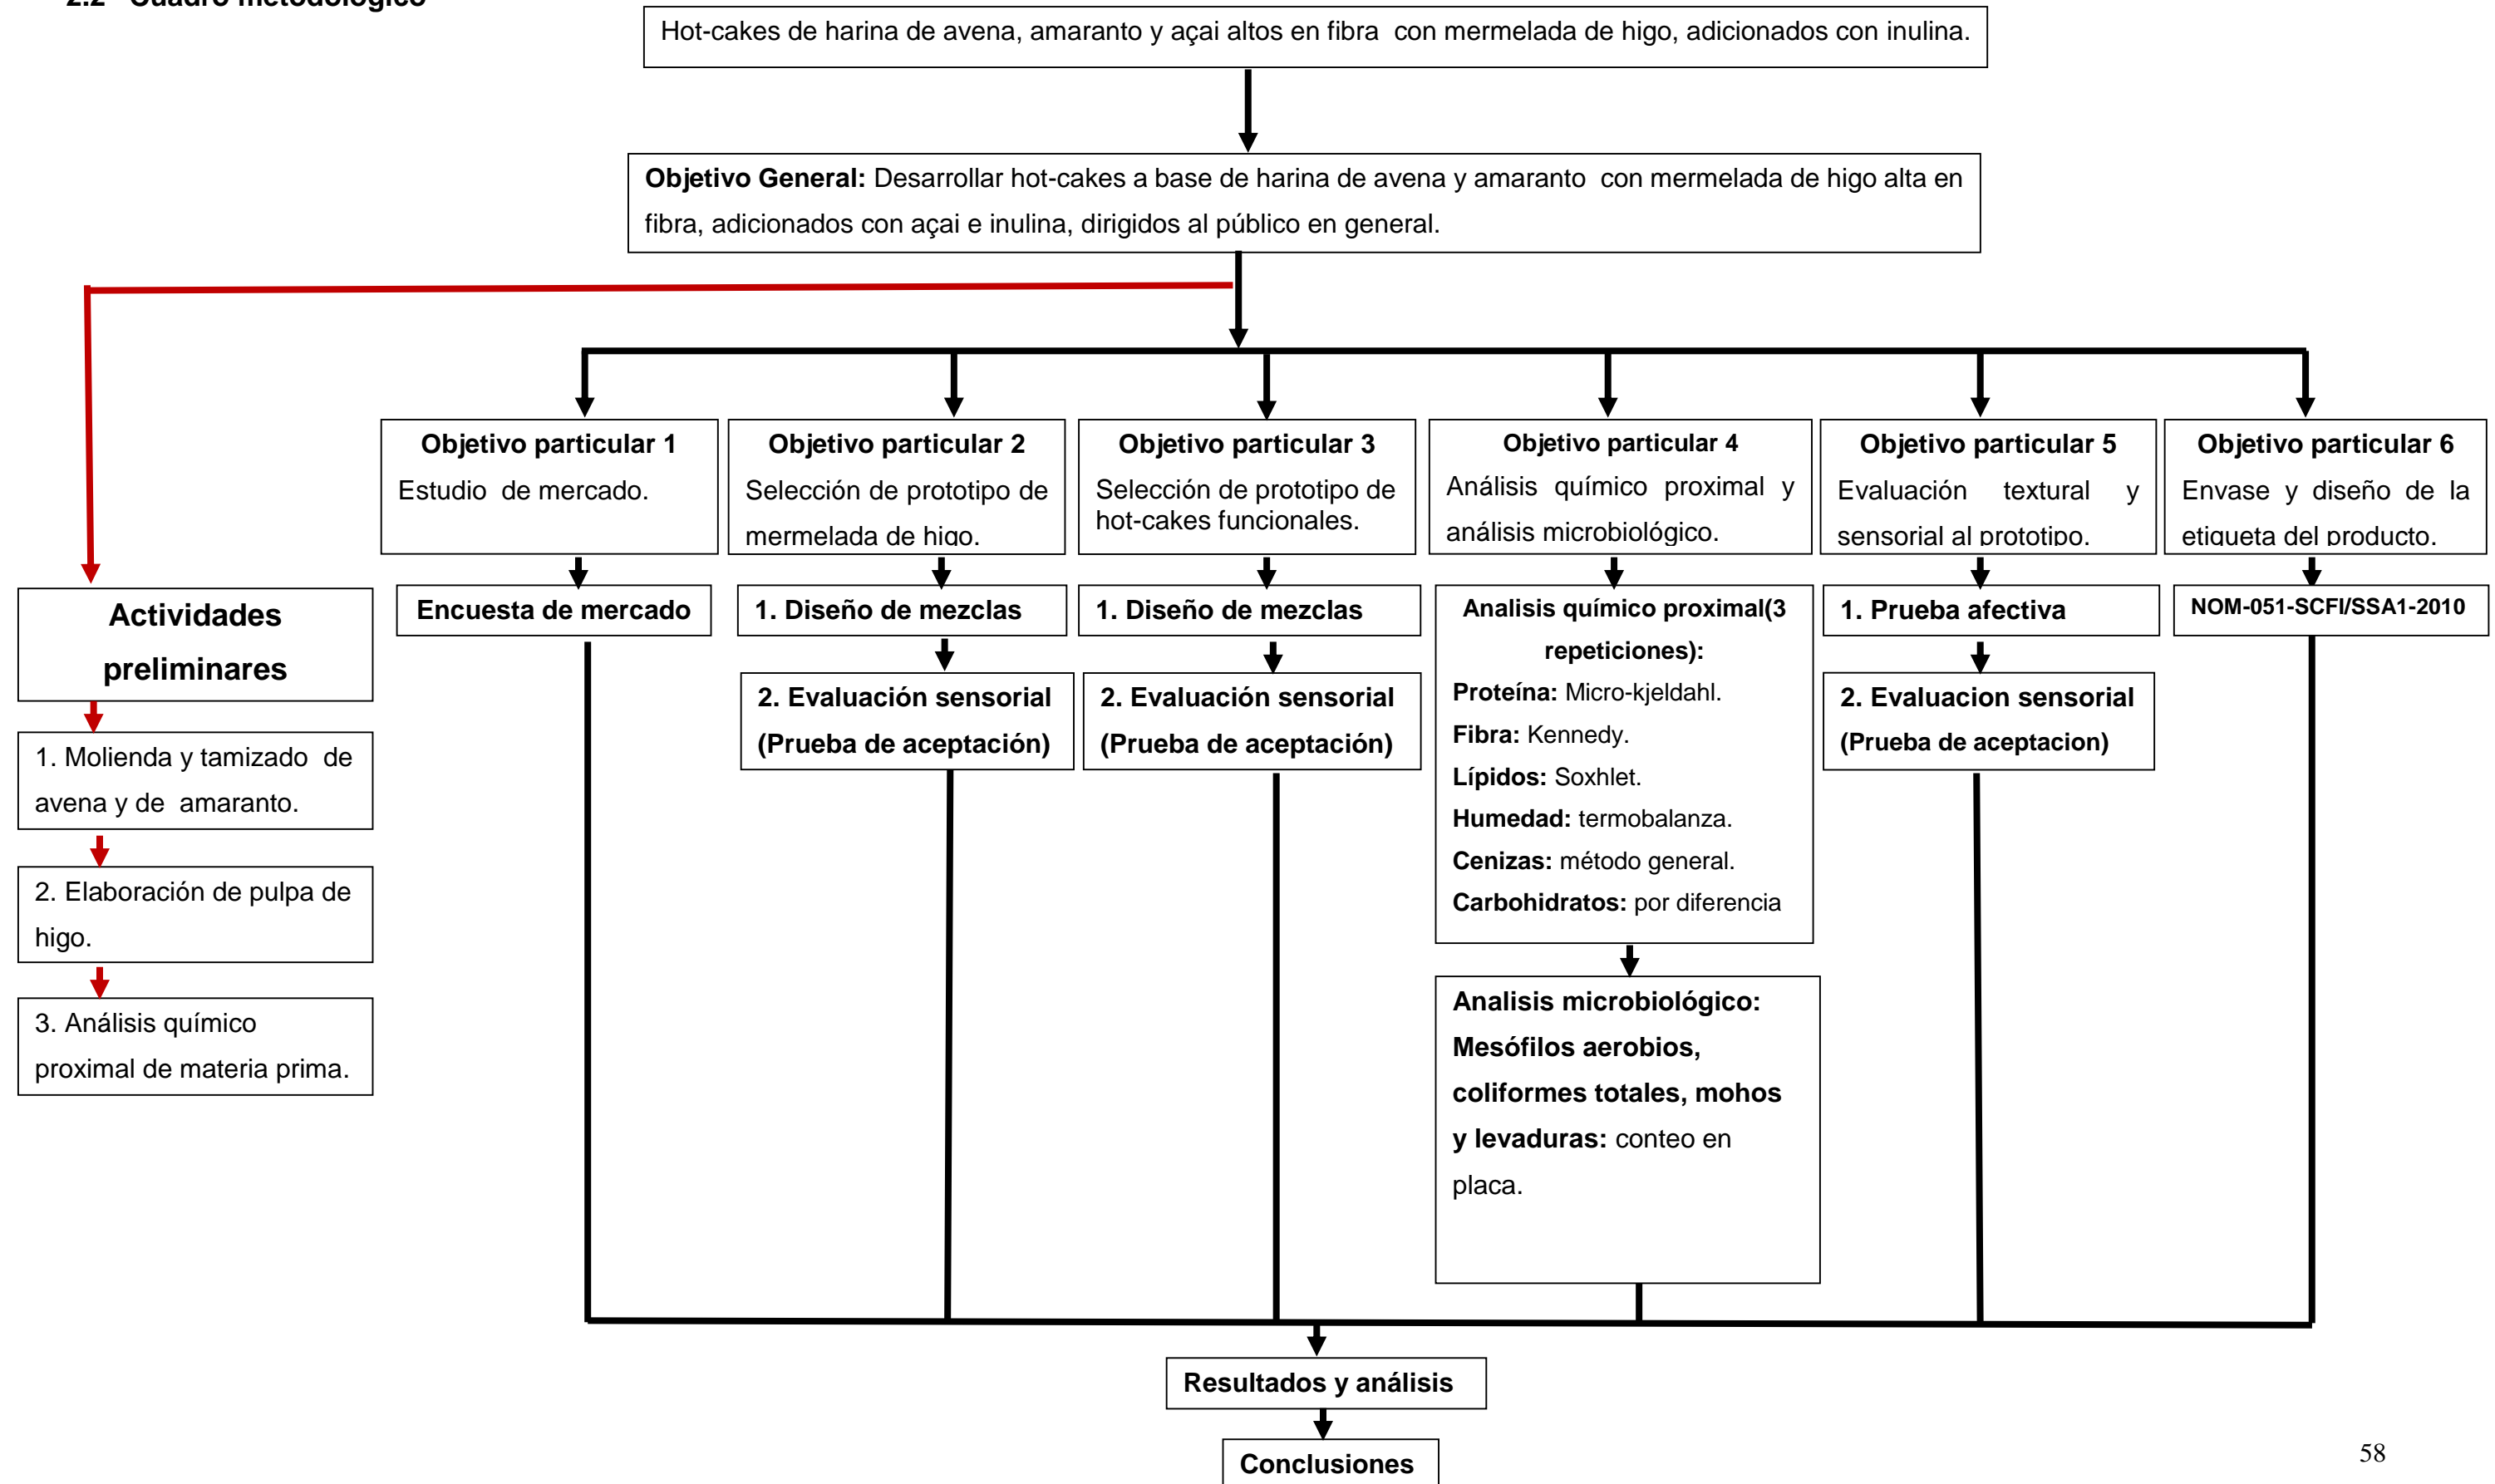 2.2 Cuadro metodológico
Hot-cakes de harina de avena, amaranto y açai altos en fibra con mermelada de higo, adicionados con inulina.
Objetivo General: Desarrollar hot-cakes a base de harina de avena y amaranto con mermelada de higo alta en
fibra, adicionados con açai e inulina, dirigidos al público en general.
Actividades
preliminares
1. Molienda y tamizado de
avena y de amaranto.
2. Elaboración de pulpa de
higo.
3. Análisis químico
proximal de materia prima.
Objetivo particular 1
Estudio de mercado.
Encuesta de mercado
Objetivo particular 2
Selección de prototipo de
mermelada de higo.
1. Diseño de mezclas
2. Evaluación sensorial
(Prueba de aceptación)
Objetivo particular 3
Selección de prototipo de
hot-cakes funcionales.
1. Diseño de mezclas
2. Evaluación sensorial
(Prueba de aceptación)
Objetivo particular 4
Análisis químico proximal y
análisis microbiológico.
Analisis químico proximal(3
repeticiones):
Proteína: Micro-kjeldahl.
Fibra: Kennedy.
Lípidos: Soxhlet.
Humedad: termobalanza.
Cenizas: método general.
Carbohidratos: por diferencia
Analisis microbiológico:
Mesófilos aerobios,
coliformes totales, mohos
y levaduras: conteo en
placa.
Objetivo particular 5
Evaluación textural y
sensorial al prototipo.
1. Prueba afectiva
2. Evaluacion sensorial
(Prueba de aceptacion)
Objetivo particular 6
Envase y diseño de la
etiqueta del producto.
NOM-051-SCFI/SSA1-2010
Resultados y análisis
Conclusiones
58